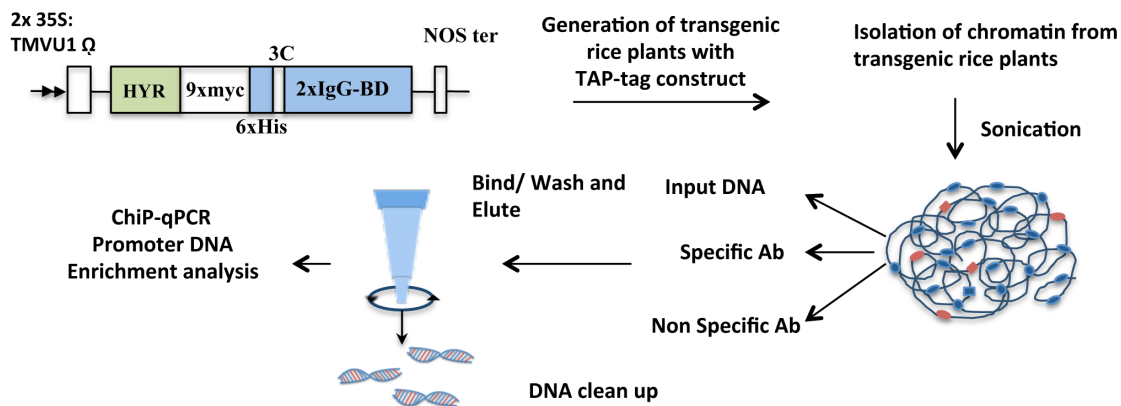 2x 35S:
TMVU1 Ω
HYR
9xmyc
3C
2xIgG-BD
6xHis
NOS ter
Generation of transgenic
rice plants with
TAP-tag construct
Isolation of chromatin from
transgenic rice plants
Sonication
Input DNA
Specific Ab
Non Specific Ab
Bind/ Wash and
Elute
DNA clean up
ChiP-qPCR
Promoter DNA
Enrichment analysis